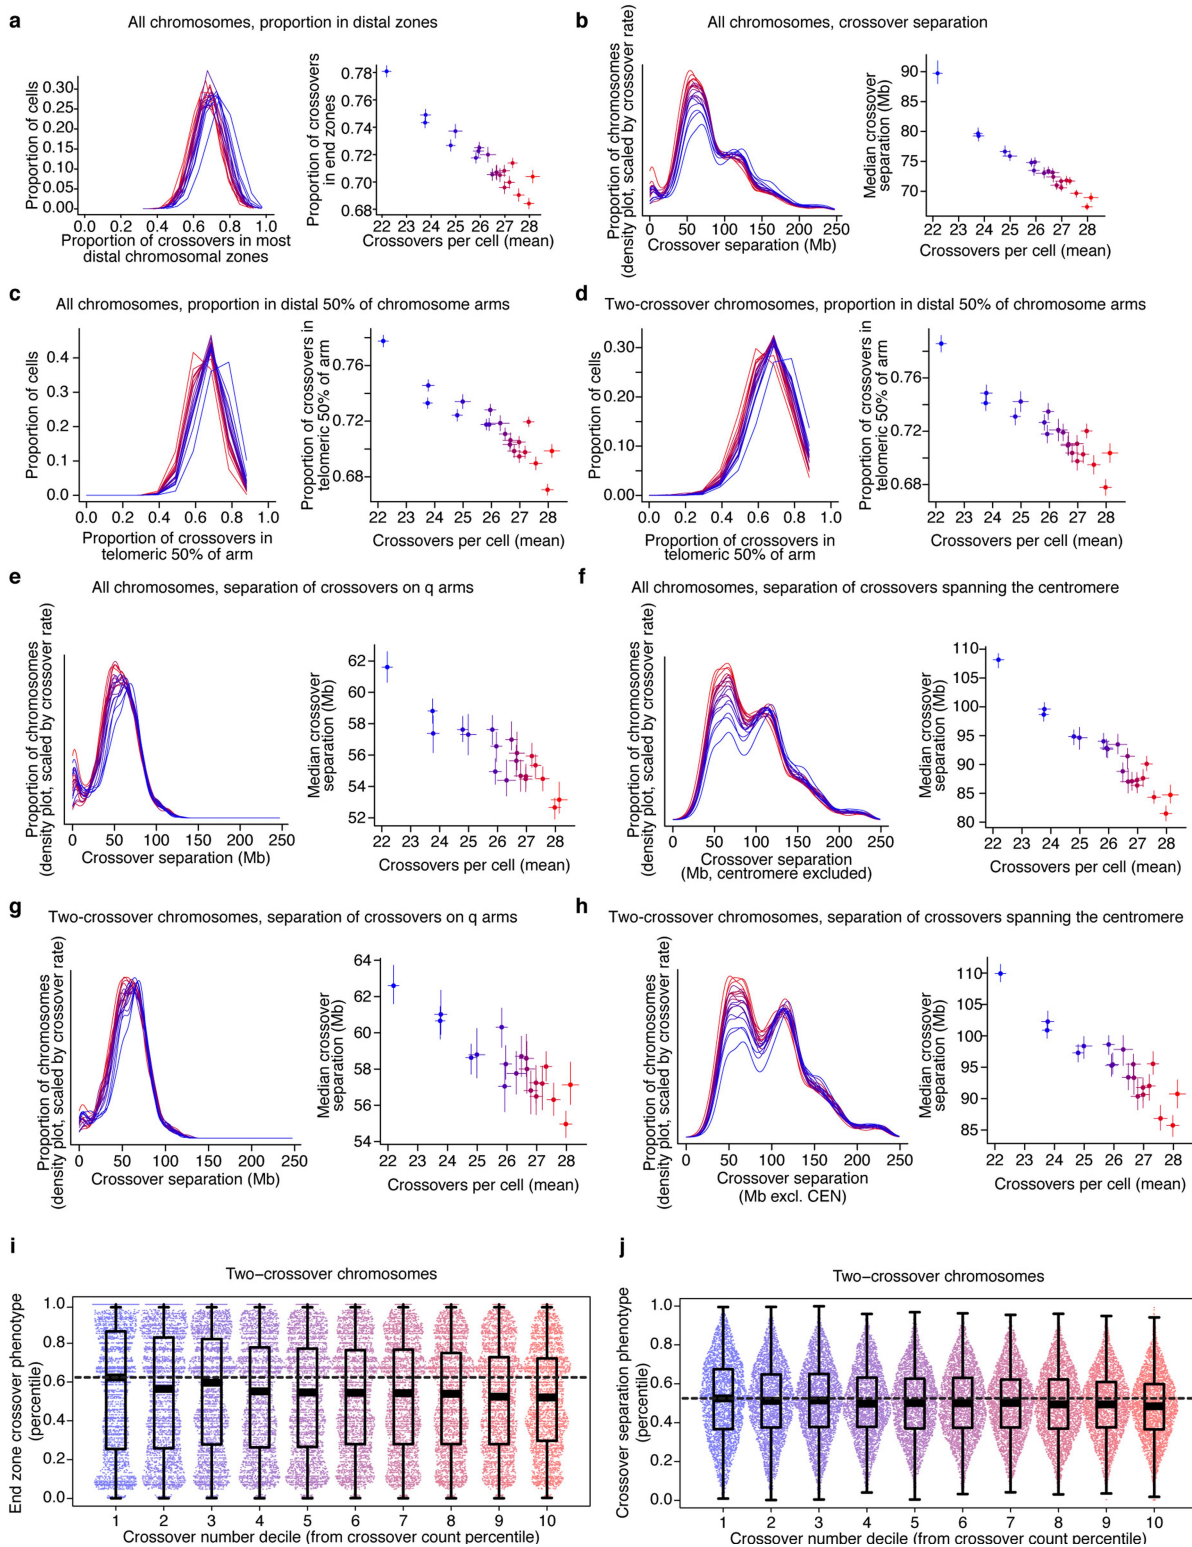 a
All chromosomes, proportion in distal zones
Proportion of cells
0.30
0.25
0.20
0.15
0.10
0.05
0.00
0.0 0.2 0.4 0.6 0.8 1.0
Proportion of crossovers in most
distal chromosomal zones
Proportion of crossovers
in end zones
0.78
0.76
0.74
0.72
0.70
0.68
22 23 24 25 26 27 28
Crossovers per cell (mean)
b
All chromosomes, crossover separation
Proportion of chromosomes
(density plot, scaled by crossover rate)
0 50 100 150 200 250
Crossover separation (Mb)
Median crossover
separation (Mb)
90
85
80
75
70
22 23 24 25 26 27 28
Crossovers per cell (mean)
c
All chromosomes, proportion in distal 50% of chromosome arms
Proportion of cells
0.4
0.3
0.2
0.1
0.0
0.0 0.2 0.4 0.6 0.8 1.0
Proportion of crossovers in
telomeric 50% of arm
Proportion of crossovers in
telomeric 50% of arm
0.76
0.72
0.68
22 23 24 25 26 27 28
Crossovers per cell (mean)
d
Two-crossover chromosomes, proportion in distal 50% of chromosome arms
Proportion of cells
0.30
0.20
0.10
0.00
0.0 0.2 0.4 0.6 0.8 1.0
Proportion of crossovers in
telomeric 50% of arm
Proportion of crossovers in
telomeric 50% of arm
0.76
0.72
0.68
22 23 24 25 26 27 28
Crossovers per cell (mean)
e
All chromosomes, separation of crossovers on q arms
Proportion of chromosomes
(density plot, scaled by crossover rate)
0 50 100 150 200 250
Crossover separation (Mb)
Median crossover
separation (Mb)
62
60
58
56
54
52
22 23 24 25 26 27 28
Crossovers per cell (mean)
f
All chromosomes, separation of crossovers spanning the centromere
Proportion of chromosomes
(density plot, scaled by crossover rate)
0 50 100 150 200 250
Crossover separation
(Mb, centromere excluded)
Median crossover
separation (Mb)
110
105
100
95
90
85
80
22 23 24 25 26 27 28
Crossovers per cell (mean)
g
Two-crossover chromosomes, separation of crossovers on q arms
Proportion of chromosomes
(density plot, scaled by crossover rate)
0 50 100 150 200 250
Crossover separation (Mb)
Median crossover
separation (Mb)
64
62
60
58
56
54
22 23 24 25 26 27 28
Crossovers per cell (mean)
h
Two-crossover chromosomes, separation of crossovers spanning the centromere
Proportion of chromosomes
(density plot, scaled by crossover rate)
0 50 100 150 200 250
Crossover separation
(Mb excl. CEN)
Median crossover
separation (Mb)
110
105
100
95
90
85
22 23 24 25 26 27 28
Crossovers per cell (mean)
i
Two−crossover chromosomes
End zone crossover phenotype
(percentile)
1.0
0.8
0.6
0.4
0.2
0.0
1 2 3 4 5 6 7 8 9 10
Crossover number decile (from crossover count percentile)
j
Two−crossover chromosomes
Crossover separation phenotype
(percentile)
1.0
0.8
0.6
0.4
0.2
0.0
1 2 3 4 5 6 7 8 9 10
Crossover number decile (from crossover count percentile)